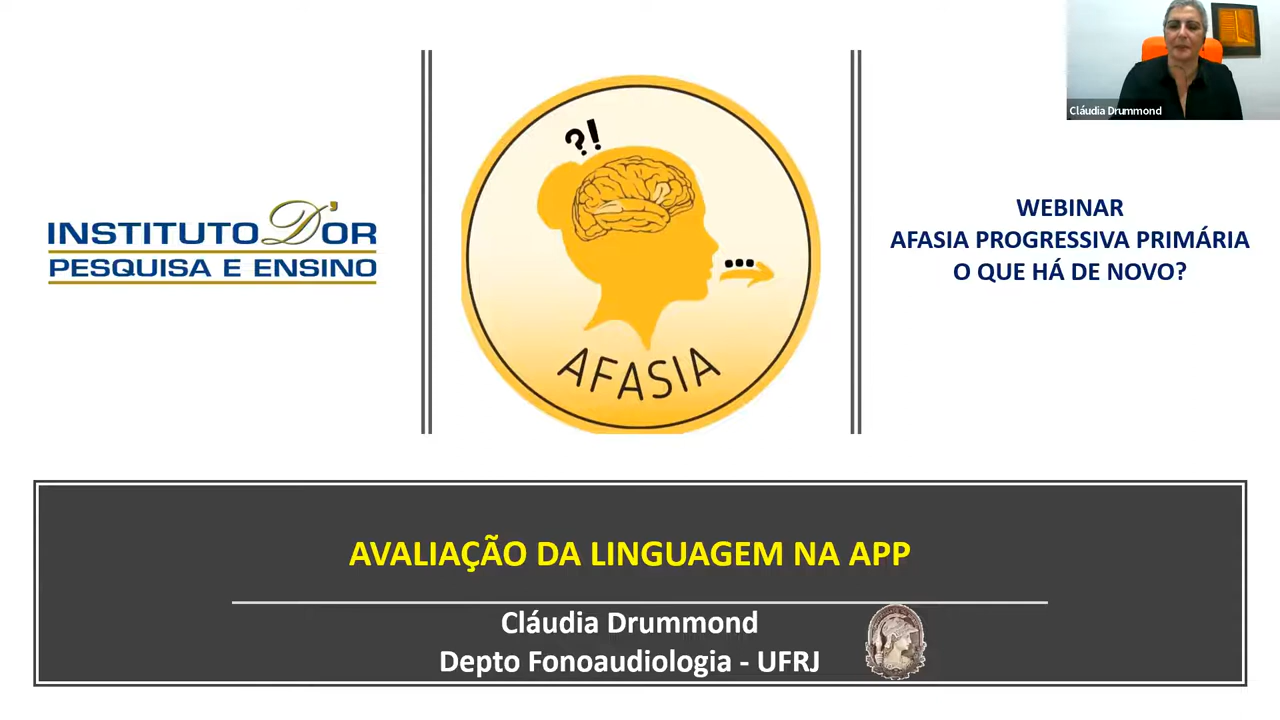 INSTITUTO D'OR
PESQUISA E ENSINO
?!
...
AFASIA
WEBINAR
AFASIA PROGRESSIVA PRIMÁRIA
O QUE HÁ DE NOVO?
Cláudia Drummond
AVALIAÇÃO DA LINGUAGEM NA APP
Cláudia Drummond
Depto Fonoaudiologia - UFRJ